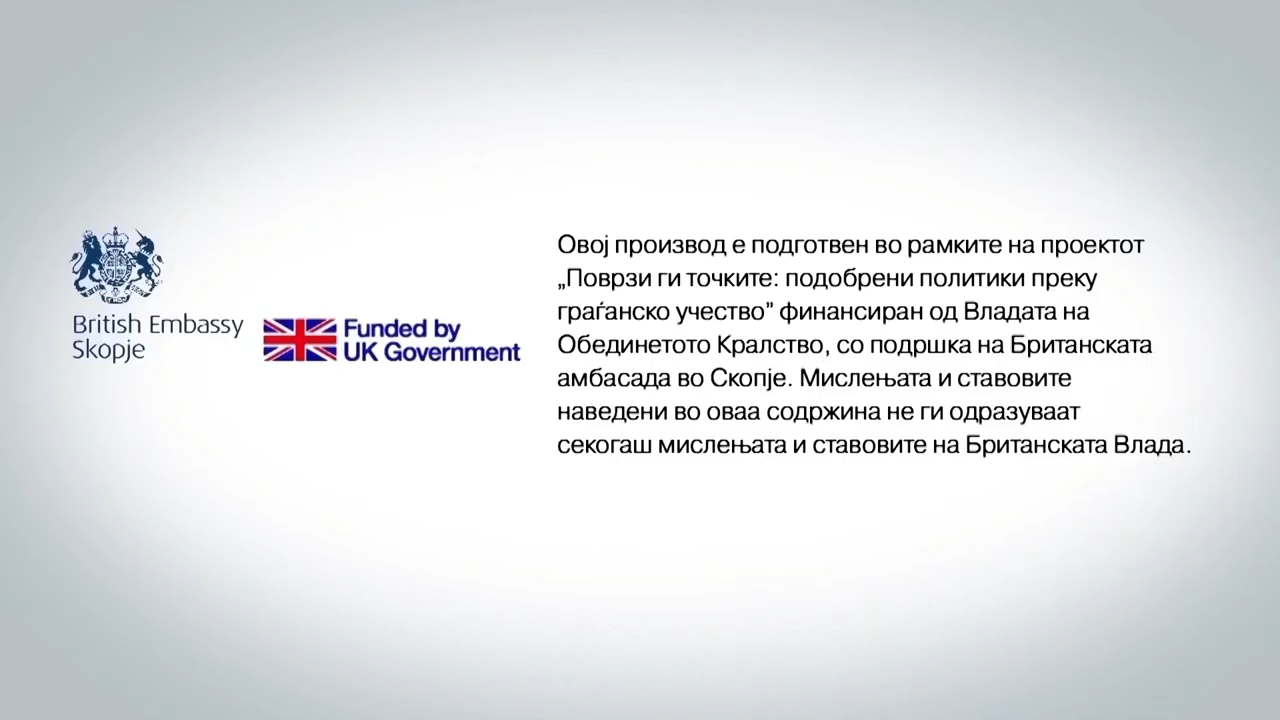 British Embassy
Skopje
Funded by
UK Government
Овој производ е подготвен во рамките на проектот
„Поврзи ги точките: подобрени политики преку
граѓанско учество” финансиран од Владата на
Обединетото Кралство, со подршка на Британската
амбасада во Скопје. Мислењата и ставовите
наведени во оваа содржина не ги одразуваат
секогаш мислењата и ставовите на Британската Влада.